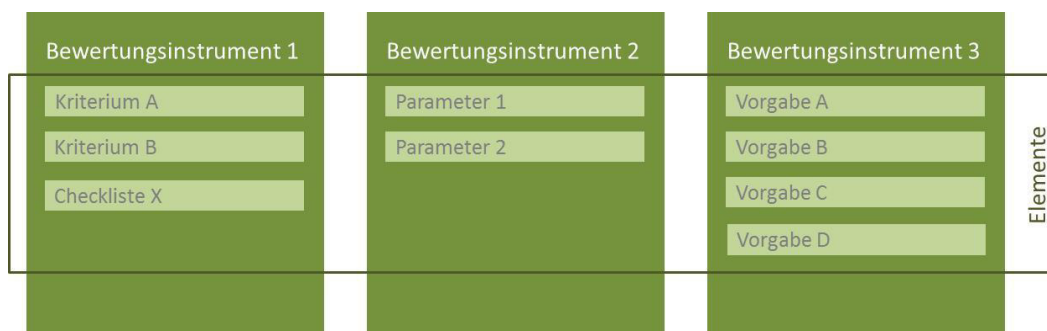 Bewertungsinstrument 1
Kriterium A
Kriterium B
Checkliste X
Bewertungsinstrument 2
Parameter 1
Parameter 2
Bewertungsinstrument 3
Vorgabe A
Vorgabe B
Vorgabe C
Vorgabe D
Elemente